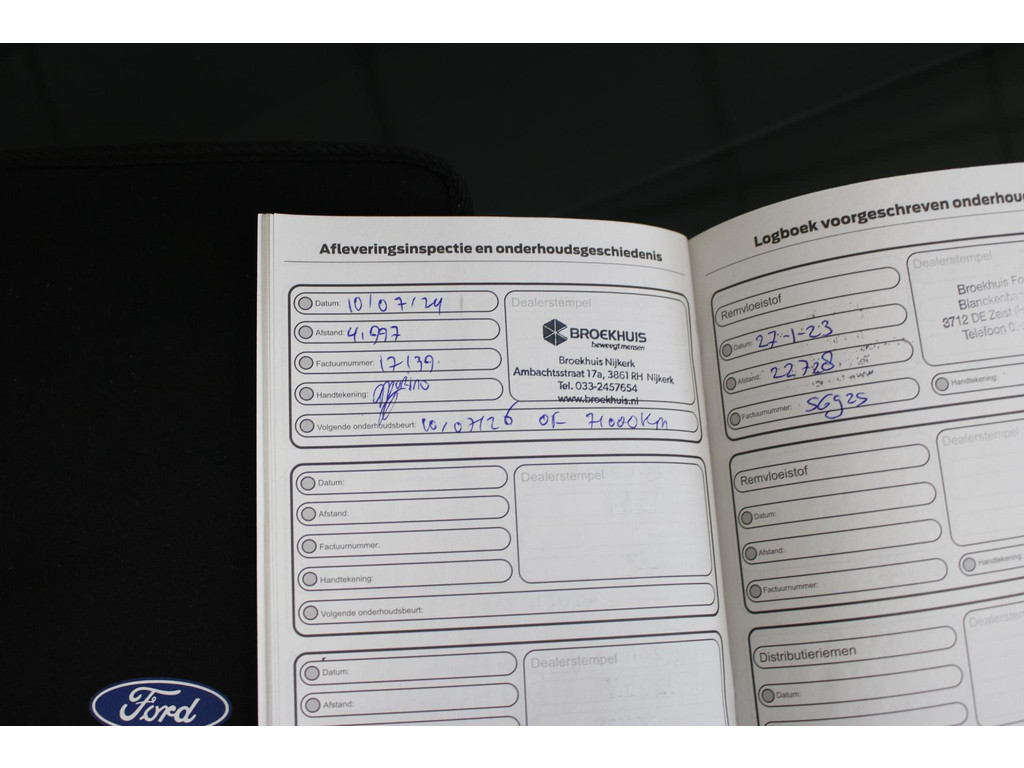 Afleveringsinspectie en onderhoudsgeschiedenis
Datum: 10/07/24
Afstand: 41.997
Factuurnummer: 17139.
Handtekening:
Volgende onderhoudsbeurt: 10/07/26 OF 71000Km
Dealerstempel
BROEKHUIS
beweegt mensen
Broekhuis Nijkerk
Ambachtsstraat 17a, 3861 RH Nijkerk
Tel. 033-2457654
www.broekhuis.nl
Datum:
Afstand:
Factuurnummer:
Handtekening:
Volgende onderhoudsbeurt:
Dealerstempel
Datum:
Afstand:
Dealerstempel
Logboek voorgeschreven
Remvloeistof
Datum: 27-1-23
Afstand: 22728
Factuurnummer: 56925
Dealerstempel
Broekhuis
3712 DE Zeist
Telefoon
Handtekening:
Remvloeistof
Datum:
Afstand:
Factuurnummer:
Dealerstempel
Handtekening:
Distributieriemen
Datum:
Ford